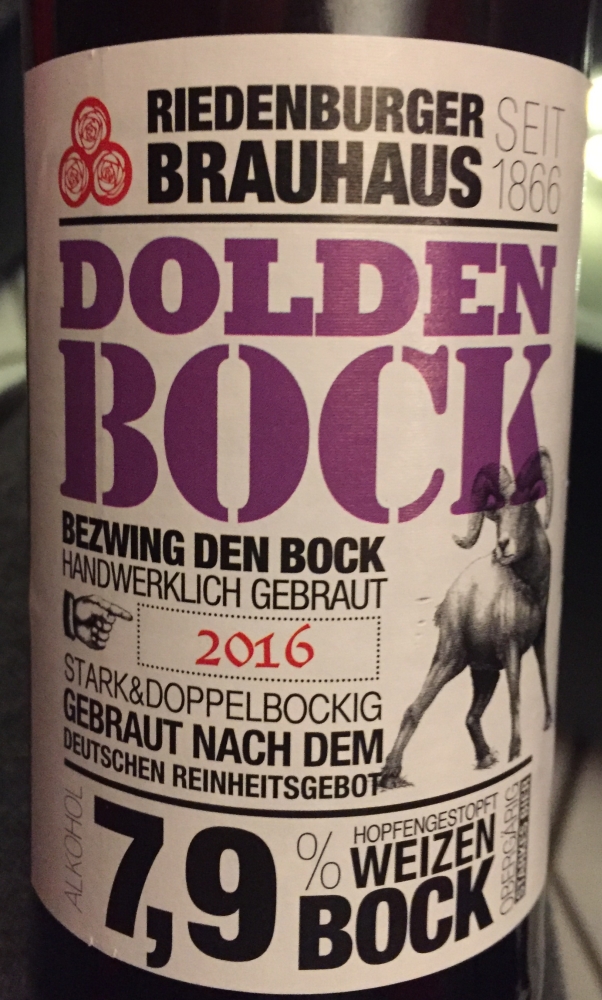 RIEDENBURGER
BRAUHAUS
SEIT
1866
DOLDEN
BOCK
BEZWING DEN BOCK
HANDWERKLICH GEBRAUT
2016
STARK&DOPPELBOCKIG
GEBRAUT NACH DEM
DEUTSCHEN REINHEITSGEBOT
ALKOHOL
7,9
%
HOPFENGESTOPFT
WEIZEN
BOCK
OBERGÄRIG